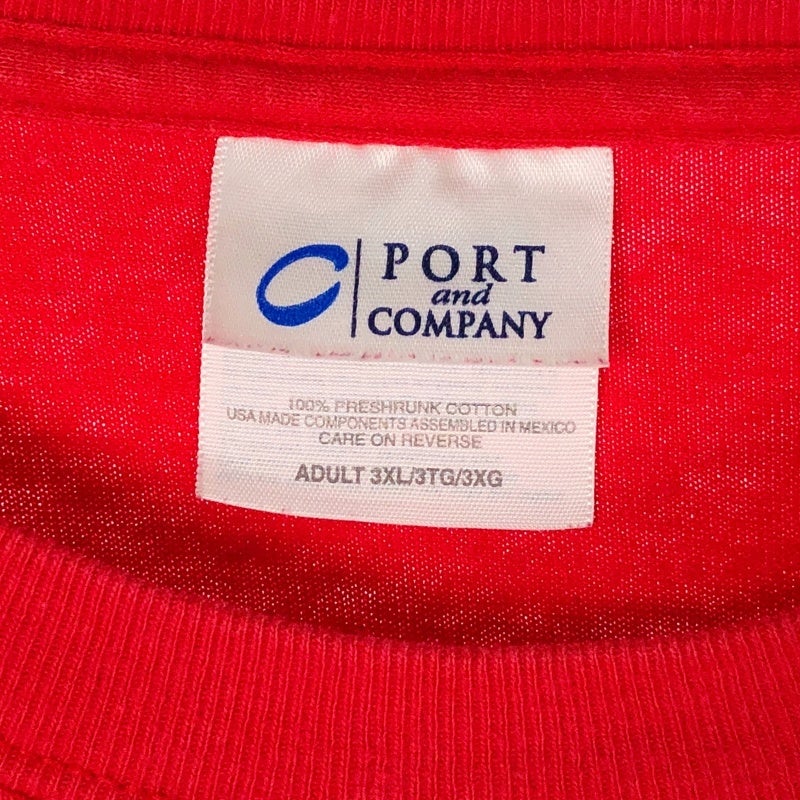 PORT
and
COMPANY
100% PRESHRUNK COTTON
USA MADE COMPONENTS ASSEMBLED IN MEXICO
CARE ON REVERSE
ADULT 3XL/3TG/3XG